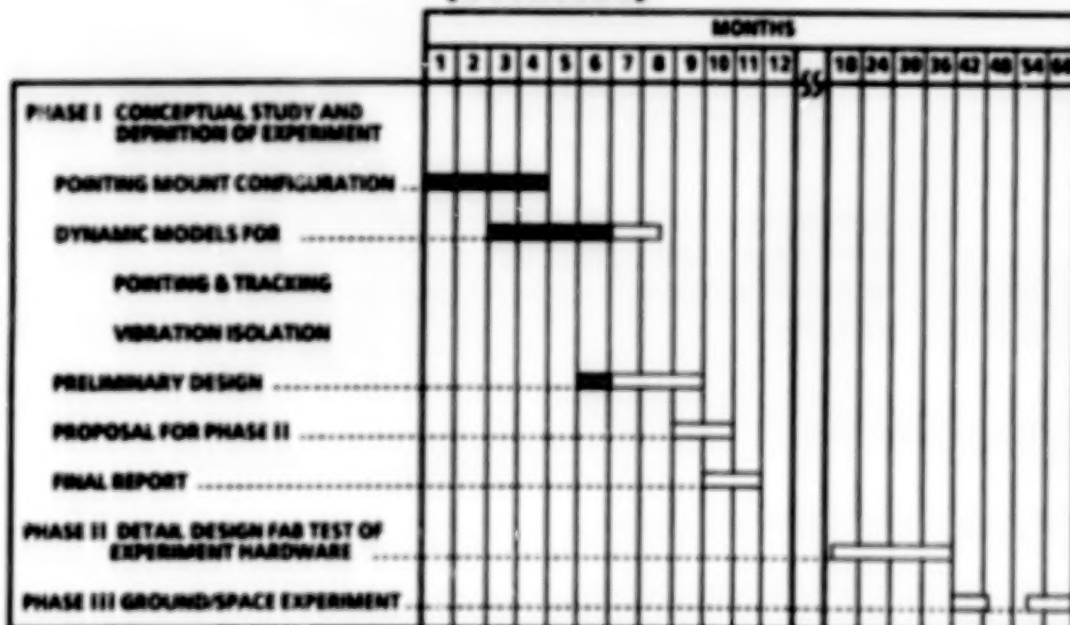 MONTHS
1 2 3 4 5 6 7 8 9 10 11 12 18 24 30 36 42 48 54 60
PHASE I CONCEPTUAL STUDY AND
DEFINITION OF EXPERIMENT
POINTING MOUNT CONFIGURATION
DYNAMIC MODELS FOR
POINTING & TRACKING
VIBRATION ISOLATION
PRELIMINARY DESIGN
PROPOSAL FOR PHASE II
FINAL REPORT
PHASE II DETAIL DESIGN FAB TEST OF
EXPERIMENT HARDWARE
PHASE III GROUND/SPACE EXPERIMENT